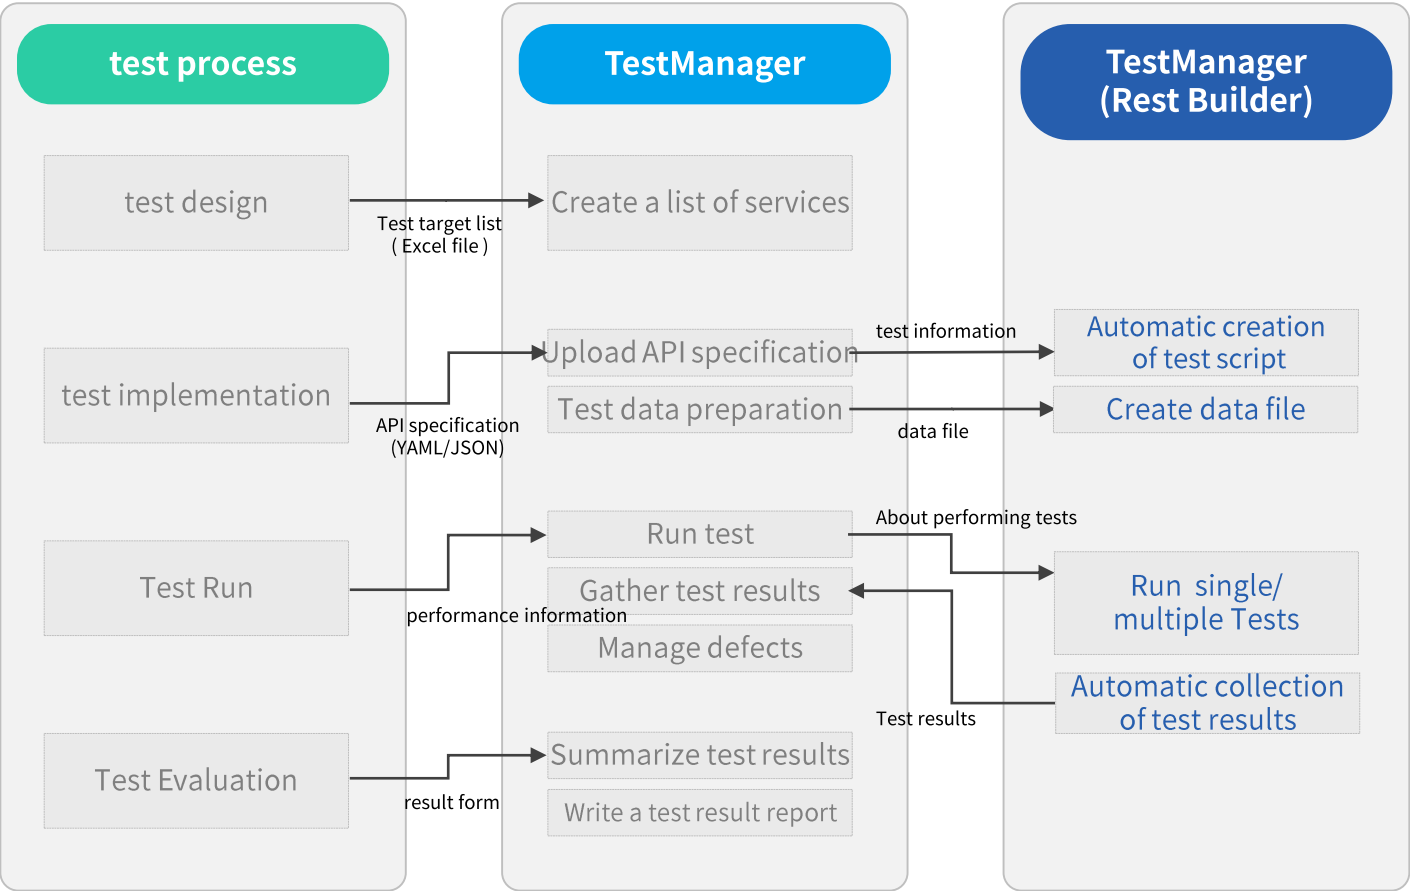 test process
TestManager
TestManager
(Rest Builder)
test design
Test target list
( Excel file )
Create a list of services
test implementation
API specification
(YAML/JSON)
Upload API specification
test information
Automatic creation
of test script
Test data preparation
data file
Create data file
Test Run
performance information
Run test
About performing tests
Run single/
multiple Tests
Gather test results
Manage defects
Test results
Automatic collection
of test results
Test Evaluation
result form
Summarize test results
Write a test result report